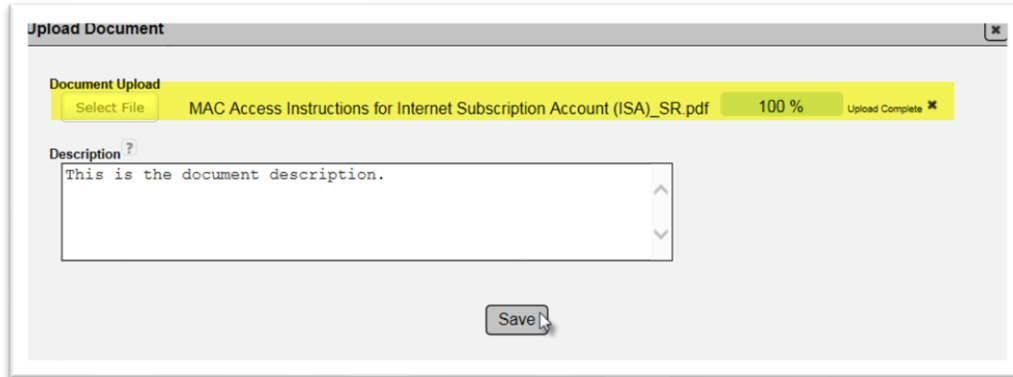 Upload Document
Document Upload
Select File MAC Access Instructions for Internet Subscription Account (ISA)_SR.pdf 100 % Upload Complete ✖
Description ?
This is the document description.
Save